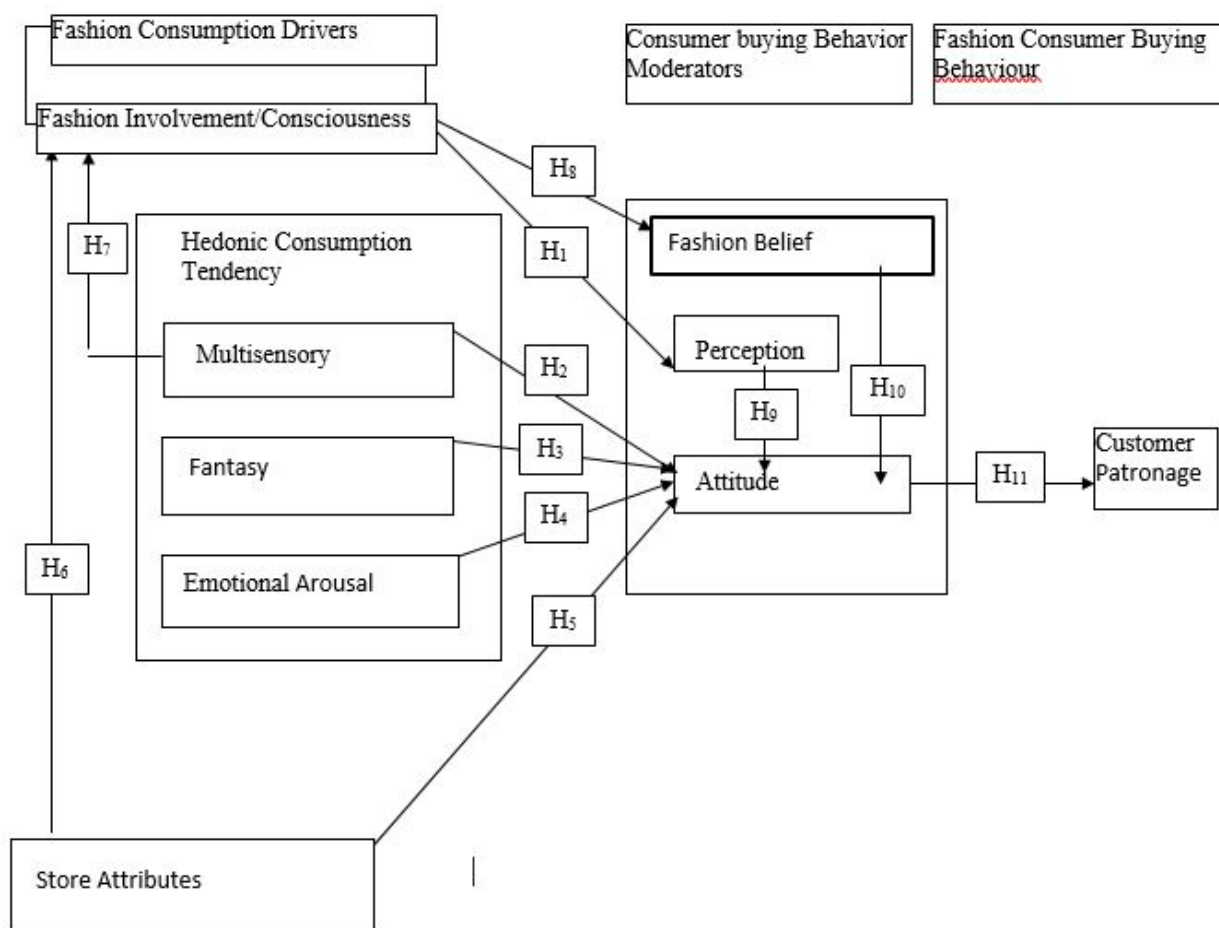 Fashion Consumption Drivers
Consumer buying Behavior
Moderators
Fashion Consumer Buying
Behaviour
Fashion Involvement/Consciousness
H8
H7
Hedonic Consumption
Tendency
H1
Fashion Belief
Multisensory
H2
Perception
H9
H10
Fantasy
H3
Attitude
H11
Customer
Patronage
H4
Emotional Arousal
H6
H5
Store Attributes